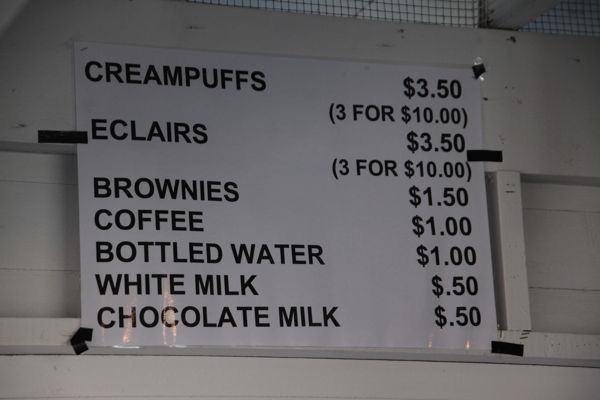 CREAMPUFFS $3.50
(3 FOR $10.00)
ECLAIRS $3.50
(3 FOR $10.00)
BROWNIES $1.50
COFFEE $1.00
BOTTLED WATER $1.00
WHITE MILK $.50
CHOCOLATE MILK $.50